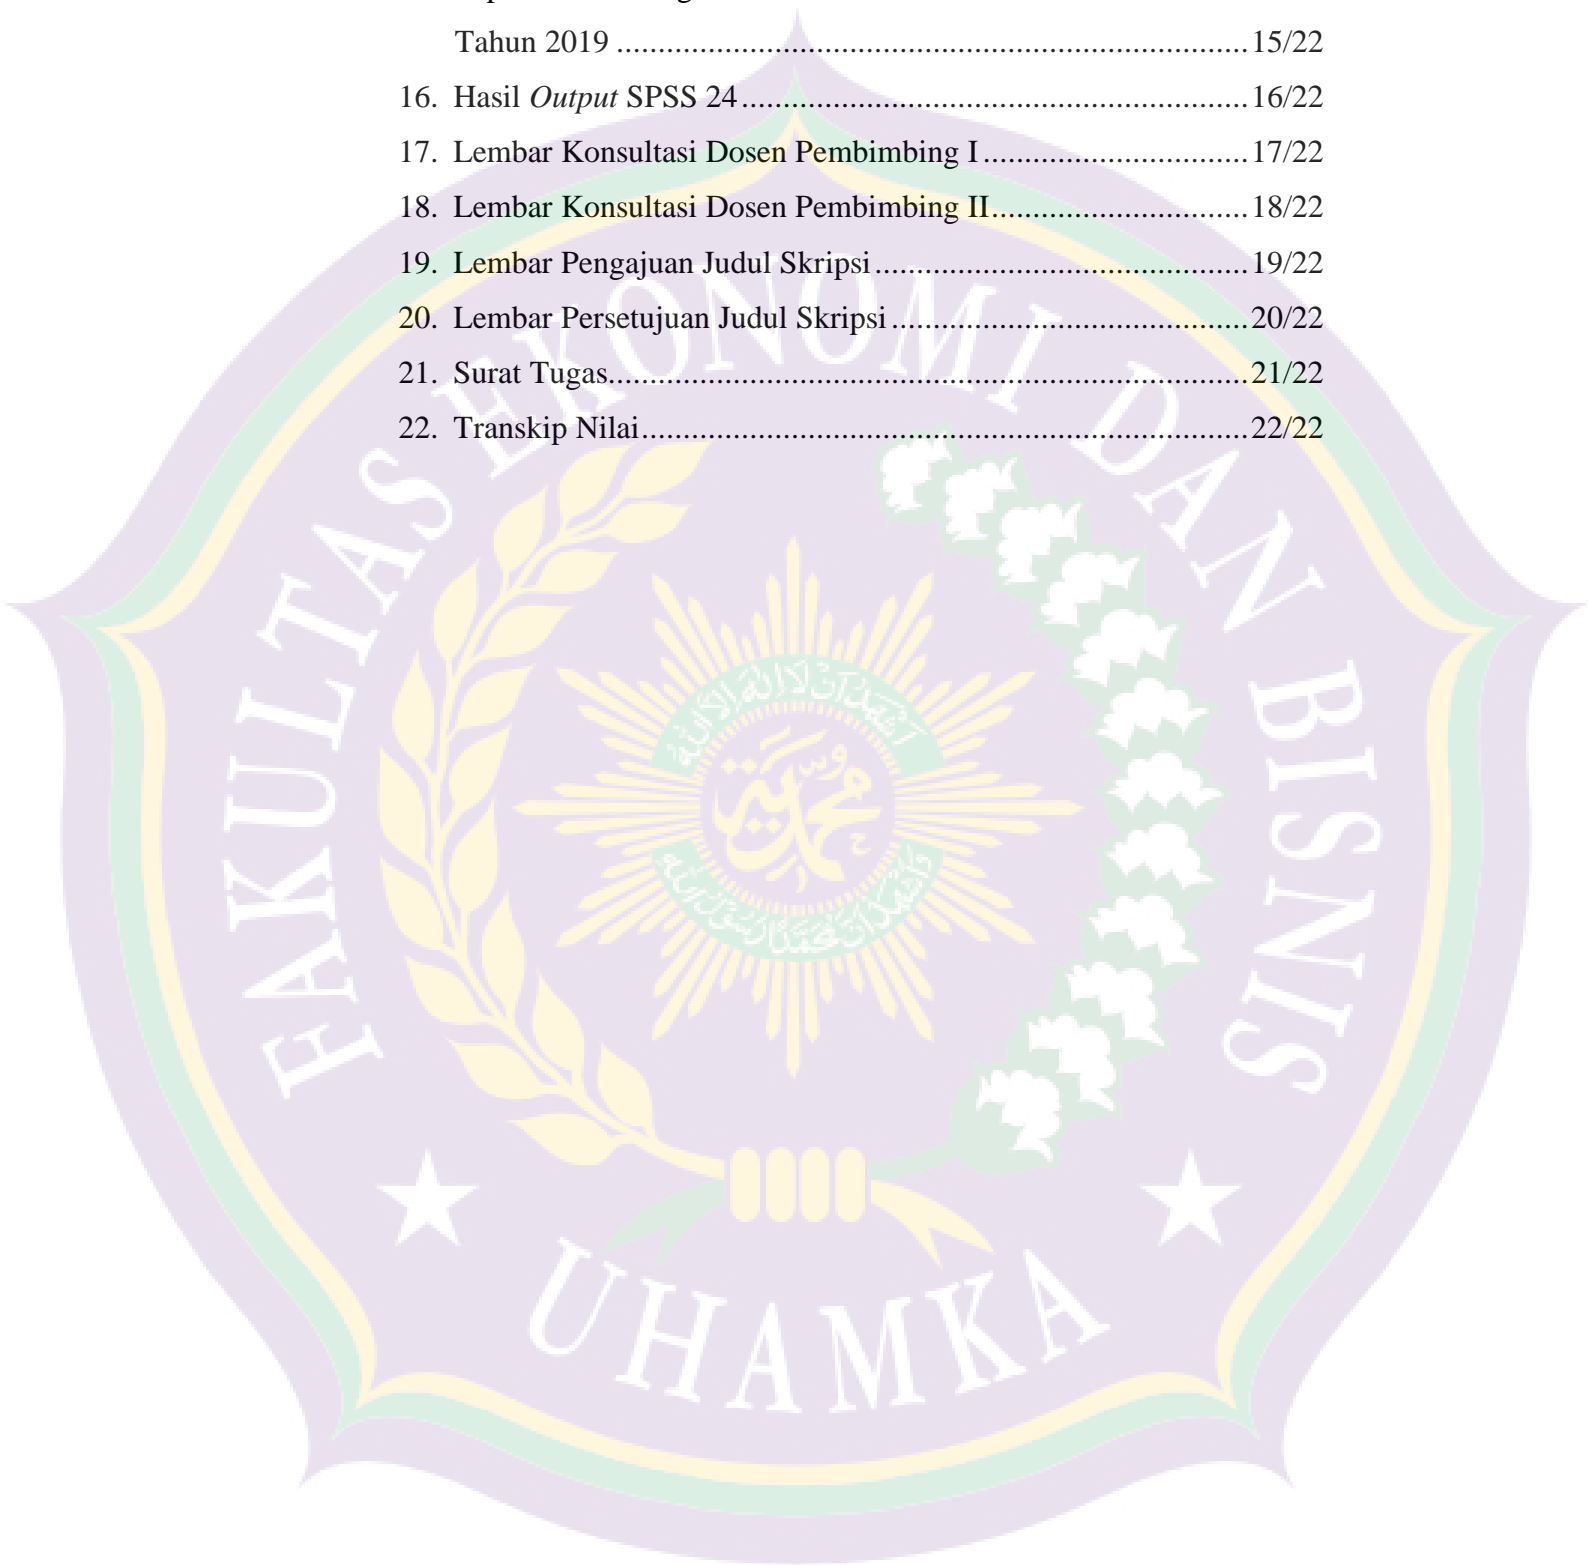 Tahun 2019 ........................................................................... 15/22
16. Hasil Output SPSS 24 ........................................................... 16/22
17. Lembar Konsultasi Dosen Pembimbing I ............................... 17/22
18. Lembar Konsultasi Dosen Pembimbing II .............................. 18/22
19. Lembar Pengajuan Judul Skripsi ............................................ 19/22
20. Lembar Persetujuan Judul Skripsi .......................................... 20/22
21. Surat Tugas ............................................................................ 21/22
22. Transkip Nilai ........................................................................ 22/22
FAKULTAS EKONOMI DAN BISNIS
UHAMKA